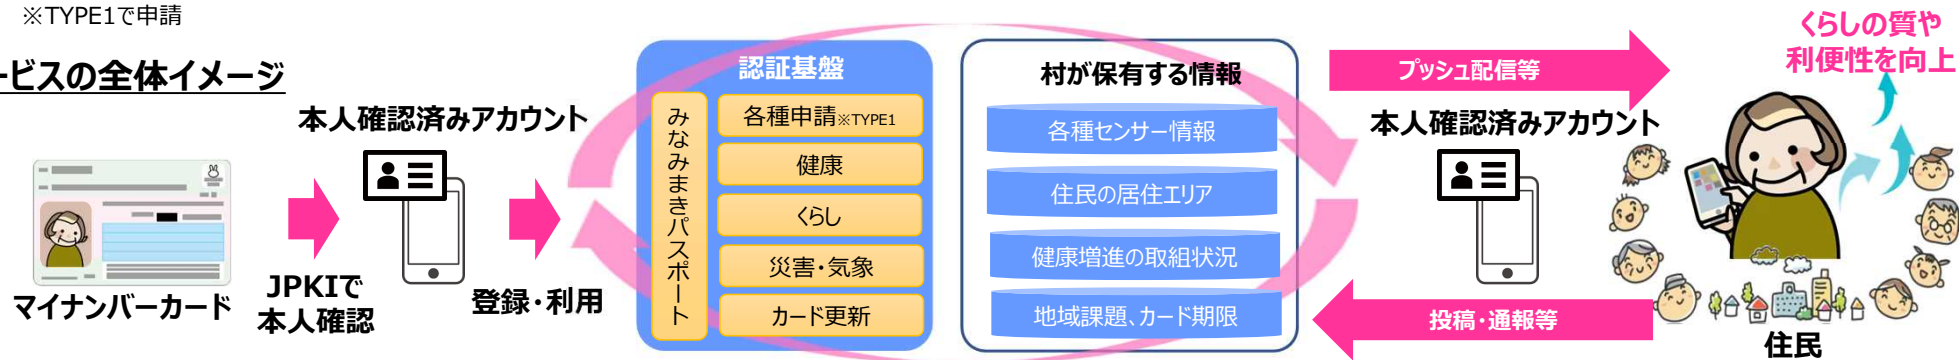 ※TYPE1で申請
ービスの全体イメージ
マイナンバーカード
JPKIで
本人確認
本人確認済みアカウント
登録・利用
認証基盤
みなみまきパスポート
各種申請※TYPE1
健康
くらし
災害・気象
カード更新
村が保有する情報
各種センサー情報
住民の居住エリア
健康増進の取組状況
地域課題、カード期限
プッシュ配信等
本人確認済みアカウント
投稿・通報等
くらしの質や
利便性を向上
住民